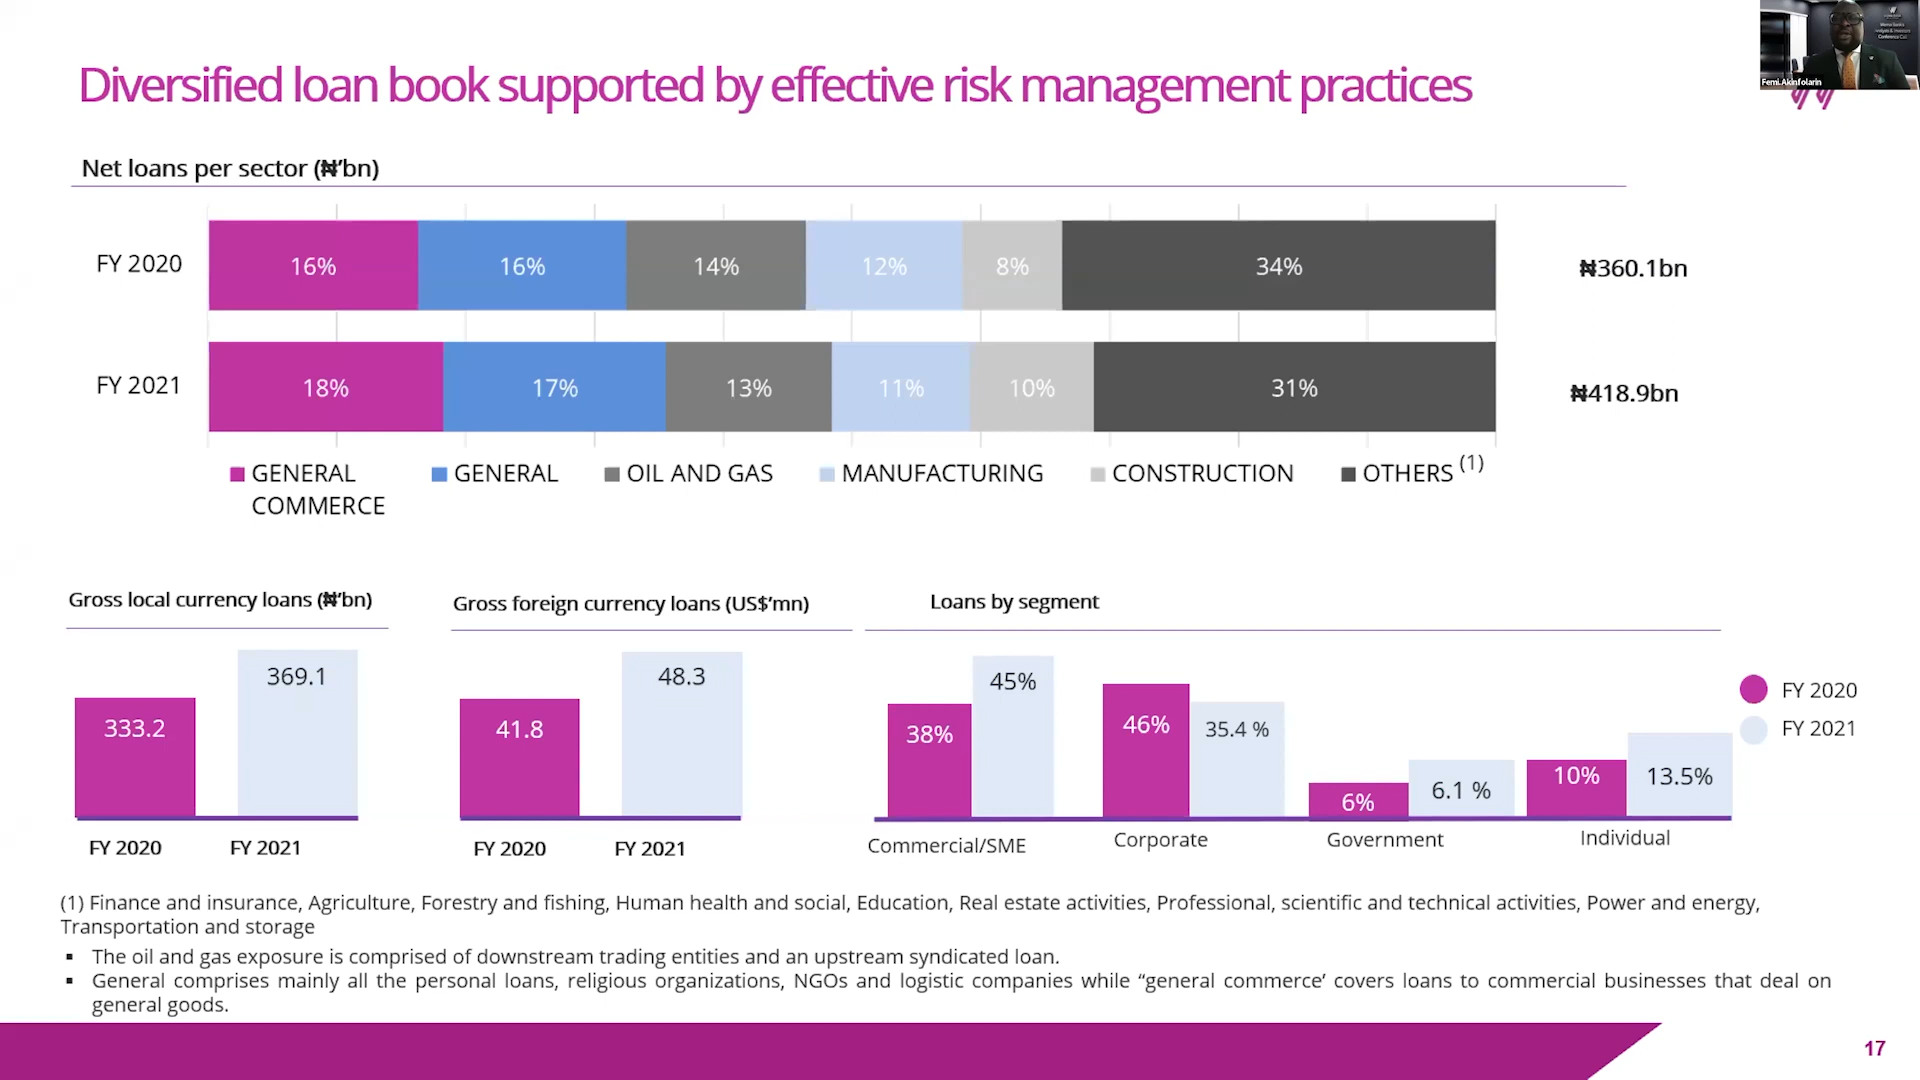 Diversified loan book supported by effective risk management practices
Femi.Akinfolarin
Net loans per sector (₦'bn)
FY 2020
16%
16%
14%
12%
8%
34%
₦360.1bn
FY 2021
18%
17%
13%
11%
10%
31%
₦418.9bn
GENERAL
COMMERCE
GENERAL
OIL AND GAS
MANUFACTURING
CONSTRUCTION
OTHERS (1)
Gross local currency loans (₦'bn)
333.2
369.1
FY 2020
FY 2021
Gross foreign currency loans (US$'mn)
41.8
48.3
FY 2020
FY 2021
Loans by segment
38%
45%
46%
35.4 %
6%
6.1 %
10%
13.5%
Commercial/SME
Corporate
Government
Individual
FY 2020
FY 2021
(1) Finance and insurance, Agriculture, Forestry and fishing, Human health and social, Education, Real estate activities, Professional, scientific and technical activities, Power and energy,
Transportation and storage
▪ The oil and gas exposure is comprised of downstream trading entities and an upstream syndicated loan.
▪ General comprises mainly all the personal loans, religious organizations, NGOs and logistic companies while “general commerce’ covers loans to commercial businesses that deal on
general goods.
17